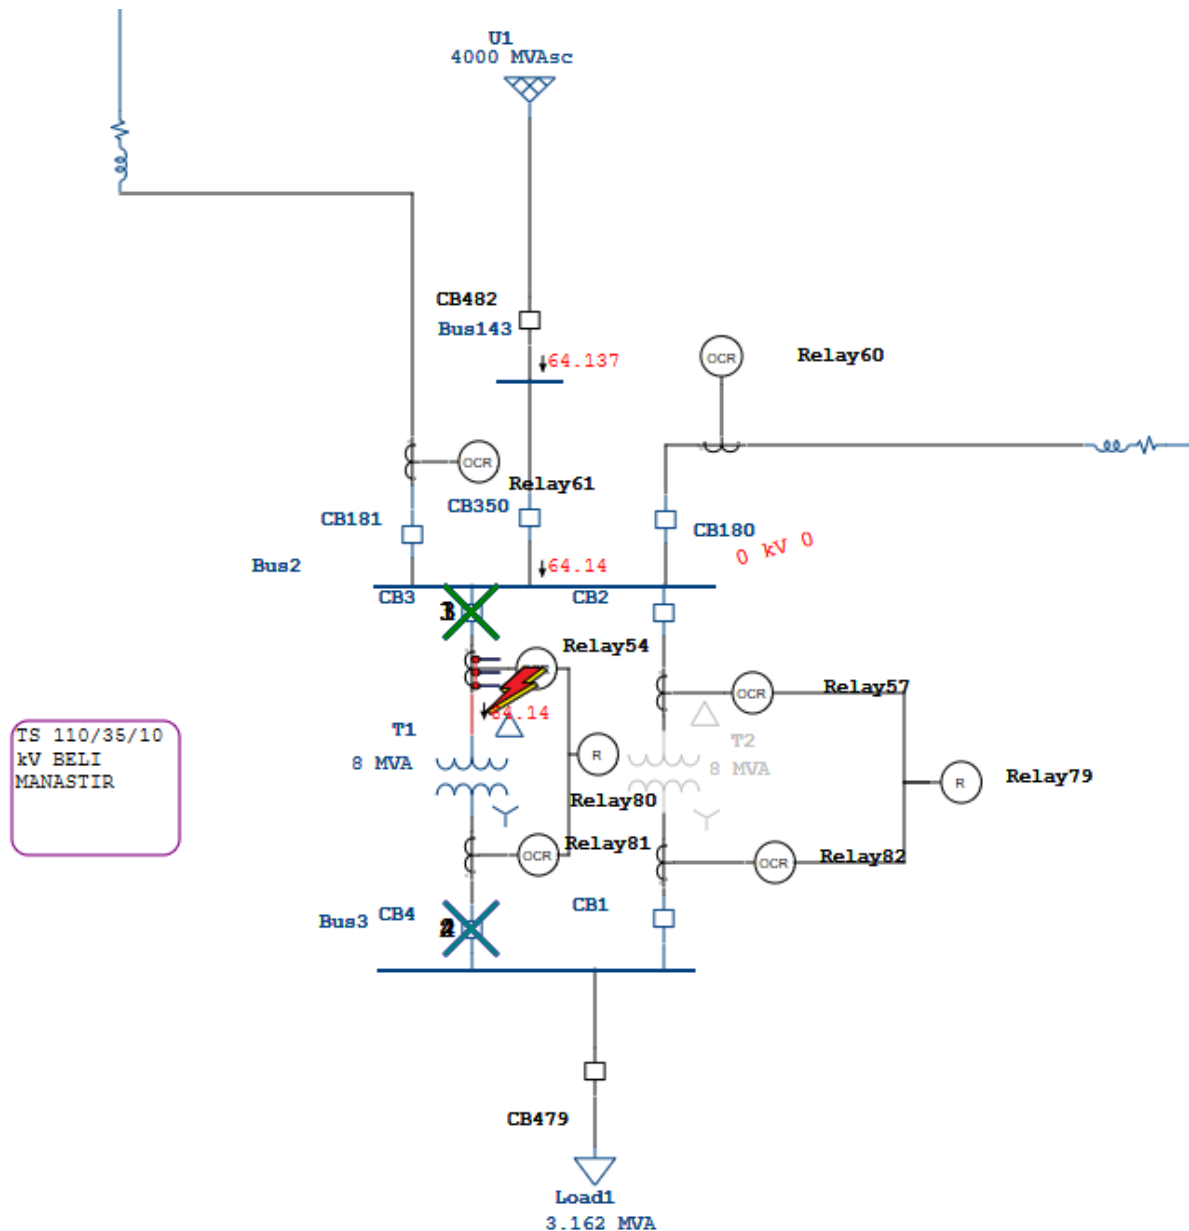 U1
4000 MVAsc
CB482
Bus143
64.137
OCR
Relay60
OCR
Relay61
CB350
CB181
CB180
0 kV 0
Bus2
64.14
CB3
CB2
Relay54
OCR
Relay57
64.14
T1
8 MVA
T2
8 MVA
R
R
Relay79
TS 110/35/10
kV BELI
MANASTIR
Relay80
Relay81
OCR
OCR
Relay82
Bus3
CB4
CB1
CB479
Load1
3.162 MVA